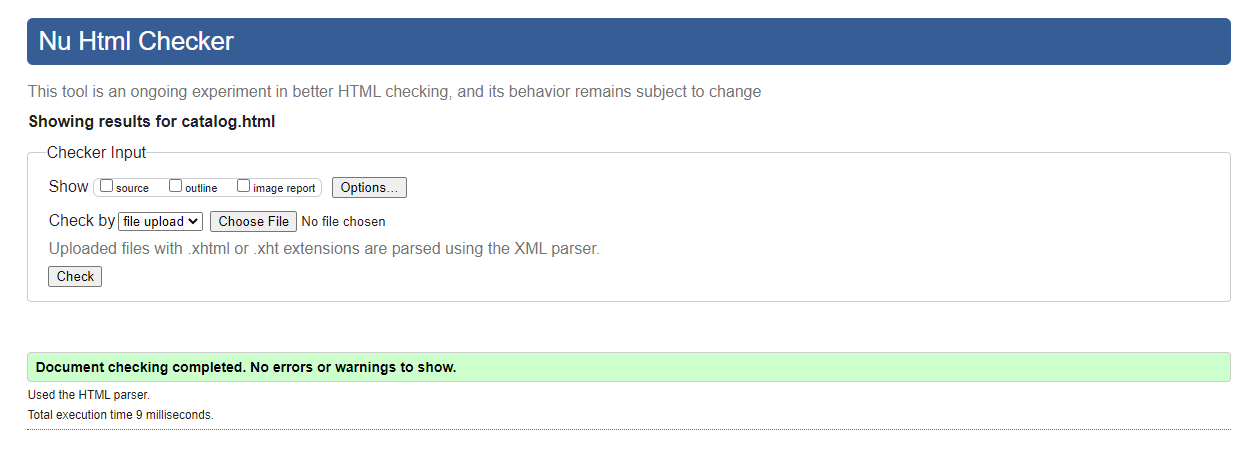 Nu Html Checker
This tool is an ongoing experiment in better HTML checking, and its behavior remains subject to change
Showing results for catalog.html
Checker Input
Show source outline image report Options...
Check by file upload Choose File No file chosen
Uploaded files with .xhtml or .xht extensions are parsed using the XML parser.
Check
Document checking completed. No errors or warnings to show.
Used the HTML parser.
Total execution time 9 milliseconds.